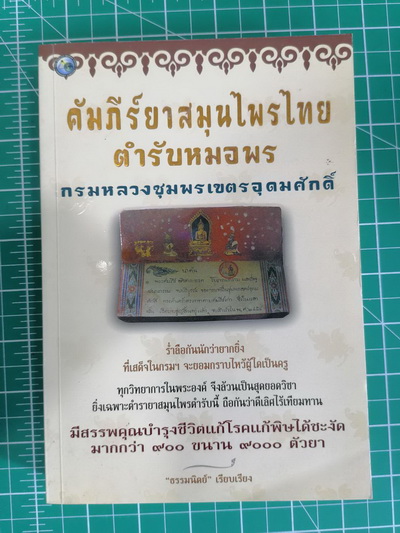 คัมภีร์ยาสมุนไพรไทย
ตำรับหมอพร
กรมหลวงชุมพรเขตรอุดมศักดิ์
ร่ำลือกันนักว่ายากยิ่ง
ที่เสด็จในกรมฯ จะยอมกราบไหว้ผู้ใดเป็นครู
ทุกวิทยาการในพระองค์ จึงล้วนเป็นสุดยอดวิชา
ยิ่งเฉพาะตำรายาสมุนไพรตำรับนี้ ถือกันว่าดีเลิศไร้เทียมทาน
มีสรรพคุณบำรุงชีวิตแก้โรคแก้พิษได้ชะงัด
มากกว่า ๙๐๐ ขนาน ๙๐๐๐ ตัวยา
"ธรรมนิตย์" เรียบเรียง